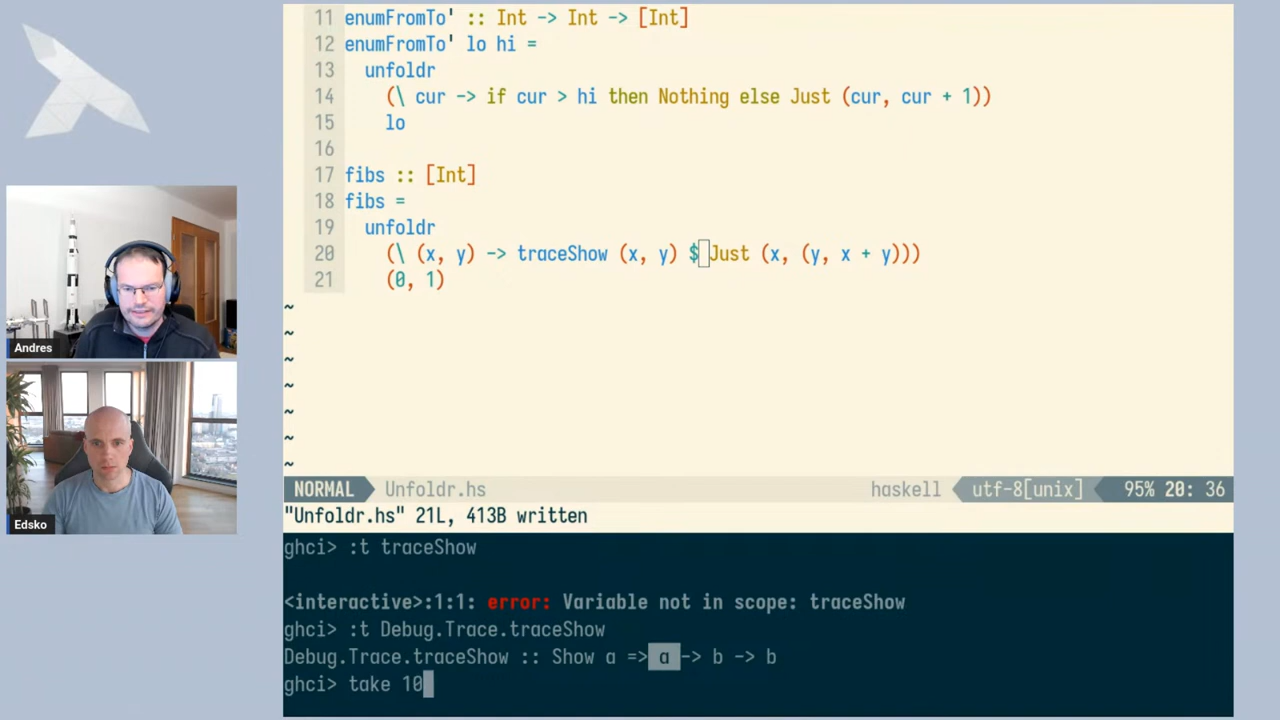 11 enumFromTo' :: Int -> Int -> [Int]
12 enumFromTo' lo hi =
13   unfoldr
14     (\ cur -> if cur > hi then Nothing else Just (cur, cur + 1))
15     lo
16
17 fibs :: [Int]
18 fibs =
19   unfoldr
20     (\ (x, y) -> traceShow (x, y) $ Just (x, (y, x + y)))
21     (0, 1)
~
~
~
~
~
~
~
NORMAL Unfoldr.hs haskell utf-8[unix] 95% 20: 36
"Unfoldr.hs" 21L, 413B written
ghci> :t traceShow
<interactive>:1:1: error: Variable not in scope: traceShow
ghci> :t Debug.Trace.traceShow
Debug.Trace.traceShow :: Show a => a -> b -> b
ghci> take 10
Andres
Edsko